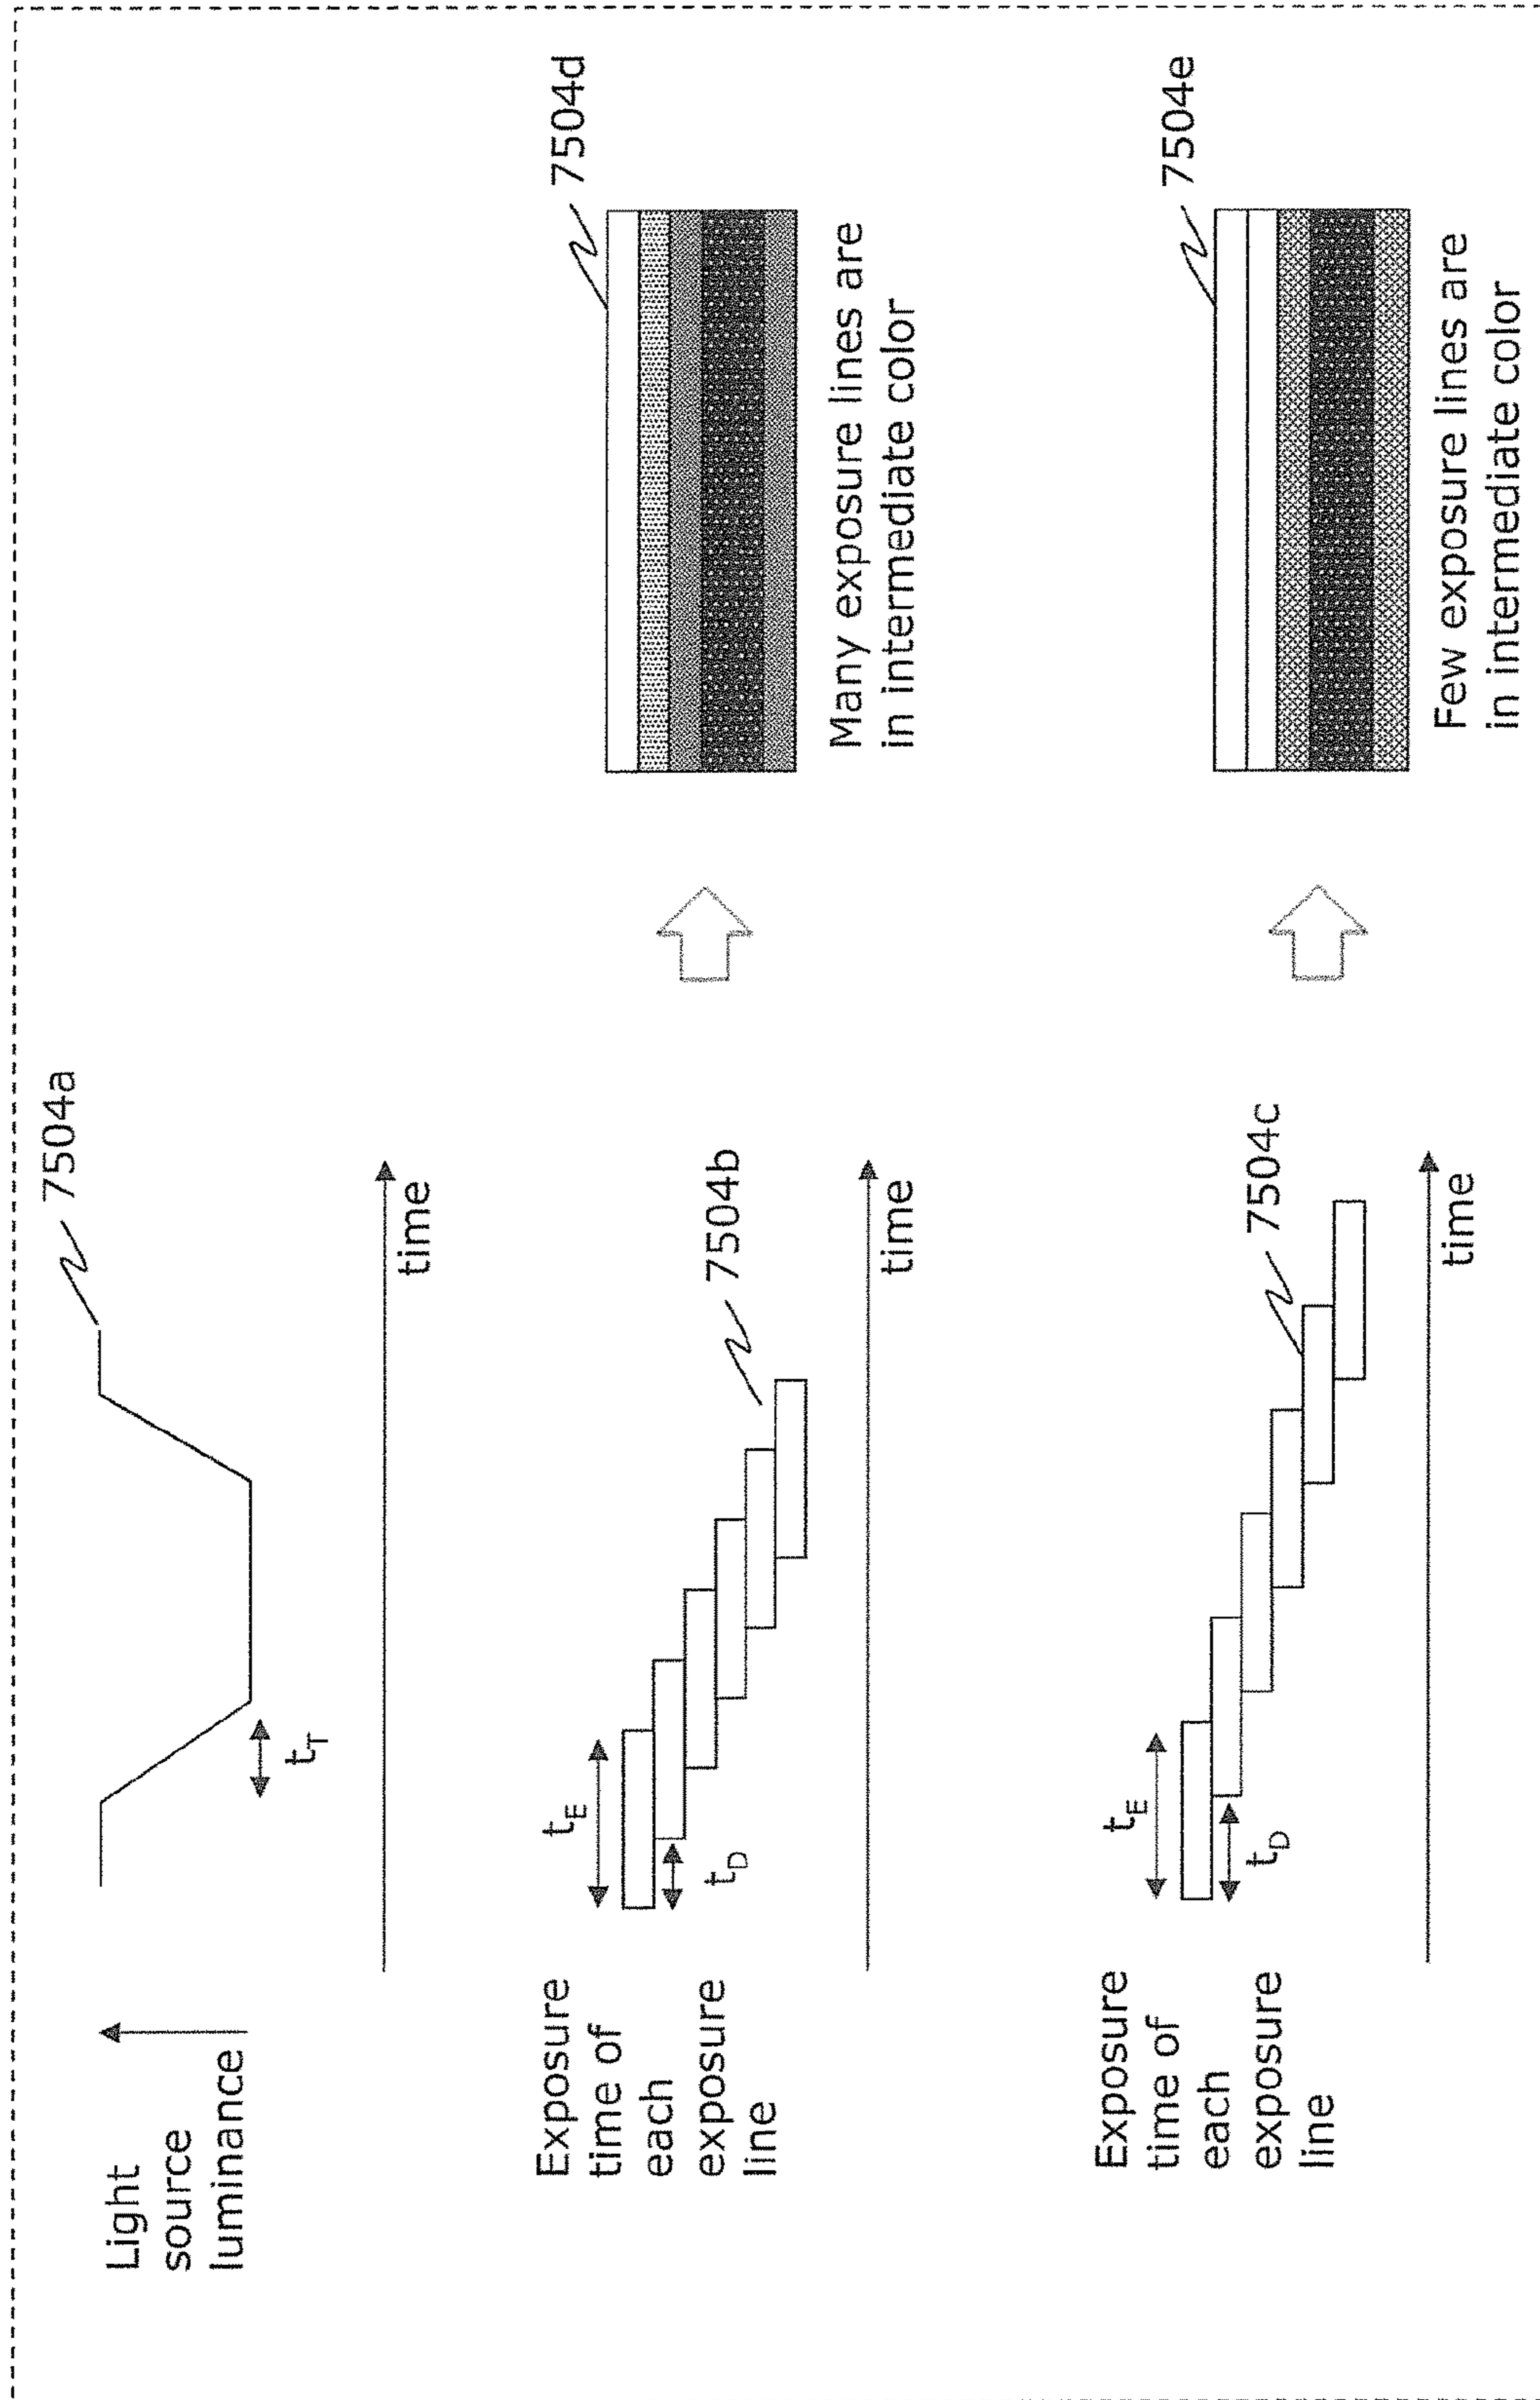 7504a
Light
source
luminance
t_T
time
Exposure
time of
each
exposure
line
t_E
t_D
7504b
time
7504d
Many exposure lines are
in intermediate color
Exposure
time of
each
exposure
line
t_E
t_D
7504c
time
7504e
Few exposure lines are
in intermediate color